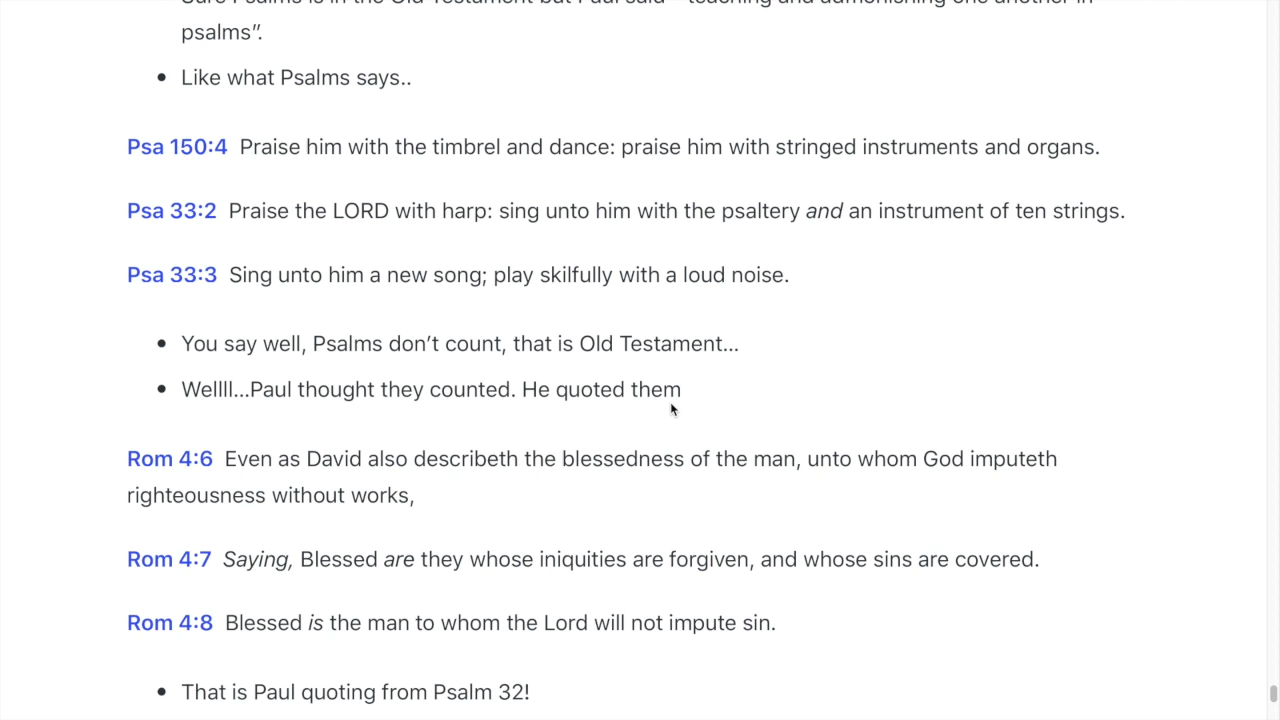 psalms”.
Like what Psalms says..
Psa 150:4 Praise him with the timbrel and dance: praise him with stringed instruments and organs.
Psa 33:2 Praise the LORD with harp: sing unto him with the psaltery and an instrument of ten strings.
Psa 33:3 Sing unto him a new song; play skilfully with a loud noise.
You say well, Psalms don’t count, that is Old Testament…
Wellll…Paul thought they counted. He quoted them
Rom 4:6 Even as David also describeth the blessedness of the man, unto whom God imputeth
righteousness without works,
Rom 4:7 Saying, Blessed are they whose iniquities are forgiven, and whose sins are covered.
Rom 4:8 Blessed is the man to whom the Lord will not impute sin.
That is Paul quoting from Psalm 32!